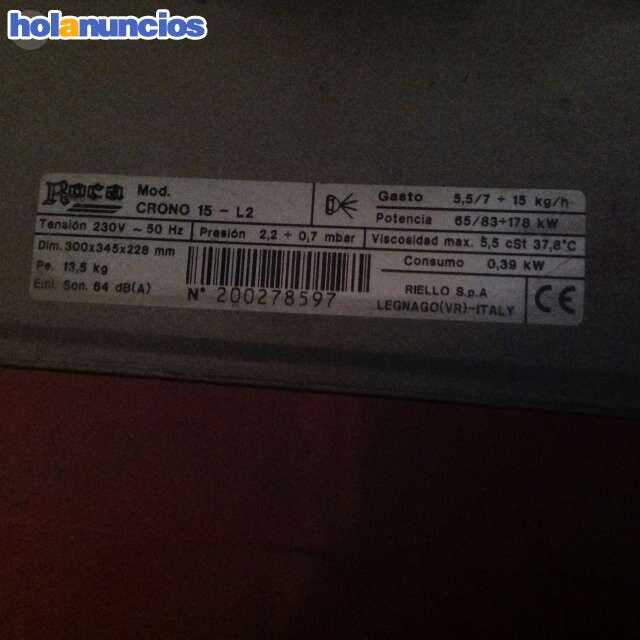 holanuncios
Roca
Mod.
CRONO 15 - L2
Tensión 230V ~ 50 Hz
Presión 2,2 ÷ 0,7 mbar
Dim. 300x345x228 mm
Pe. 13,5 kg
Eml. Son. 64 dB(A)
N° 200278597
Gasto 5,5/7 ÷ 15 kg/h
Potencia 65/83÷178 kW
Viscosidad max. 5,5 cSt 37,8°C
Consumo 0,39 kW
RIELLO S.p.A
LEGNAGO(VR)-ITALY
CE